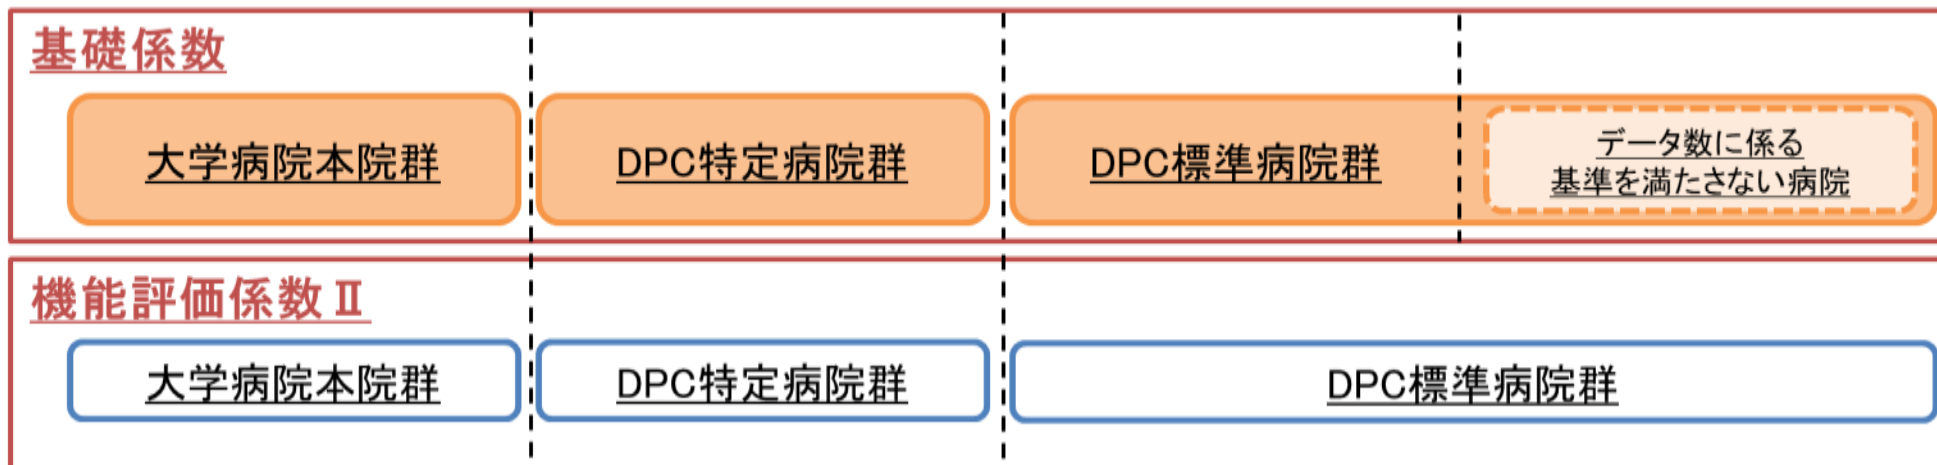 基礎係数
大学病院本院群
DPC特定病院群
DPC標準病院群
データ数に係る
基準を満たさない病院
機能評価係数Ⅱ
大学病院本院群
DPC特定病院群
DPC標準病院群